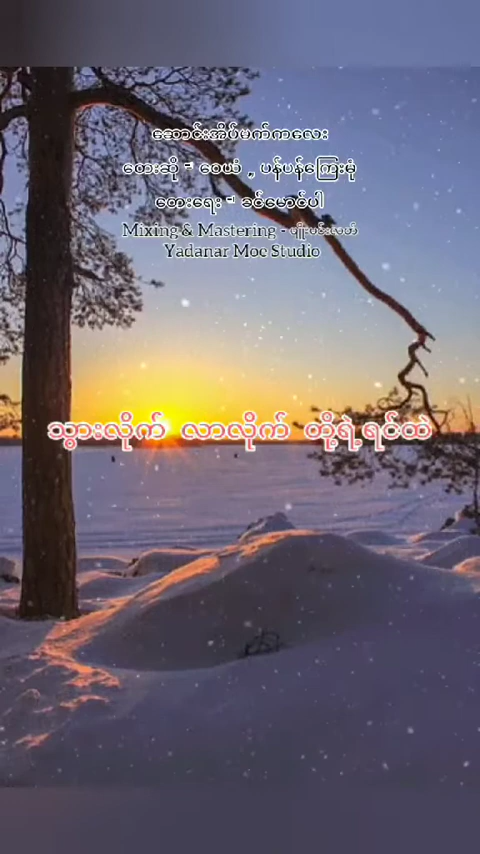 ဆောင်းအိပ်မက်ကလေး
တေးဆို - ဝေယံ , ပန်ပန်ကြေးမုံ
တေးရေး - ခင်မောင်ပါ
Mixing & Mastering -
Yadanar Moe Studio
သွားလိုက် လာလိုက် တို့ရဲ့ရင်ထဲ